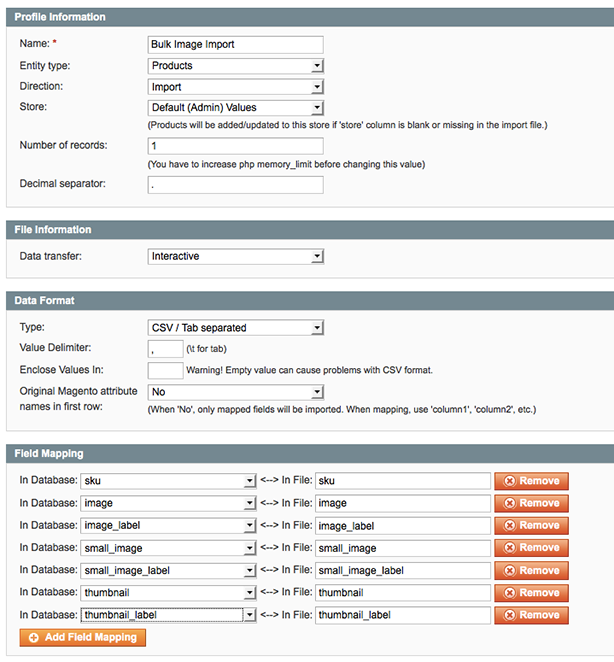 Profile Information
Name: * Bulk Image Import
Entity type: Products
Direction: Import
Store: Default (Admin) Values
(Products will be added/updated to this store if 'store' column is blank or missing in the import file.)
Number of records: 1
(You have to increase php memory_limit before changing this value)
Decimal separator: .
File Information
Data transfer: Interactive
Data Format
Type: CSV / Tab separated
Value Delimiter: , (\t for tab)
Enclose Values In: Warning! Empty value can cause problems with CSV format.
Original Magento attribute No
names in first row: (When 'No', only mapped fields will be imported. When mapping, use 'column1', 'column2', etc.)
Field Mapping
In Database: sku <--> In File: sku Remove
In Database: image <--> In File: image Remove
In Database: image_label <--> In File: image_label Remove
In Database: small_image <--> In File: small_image Remove
In Database: small_image_label <--> In File: small_image_label Remove
In Database: thumbnail <--> In File: thumbnail Remove
In Database: thumbnail_label <--> In File: thumbnail_label Remove
Add Field Mapping